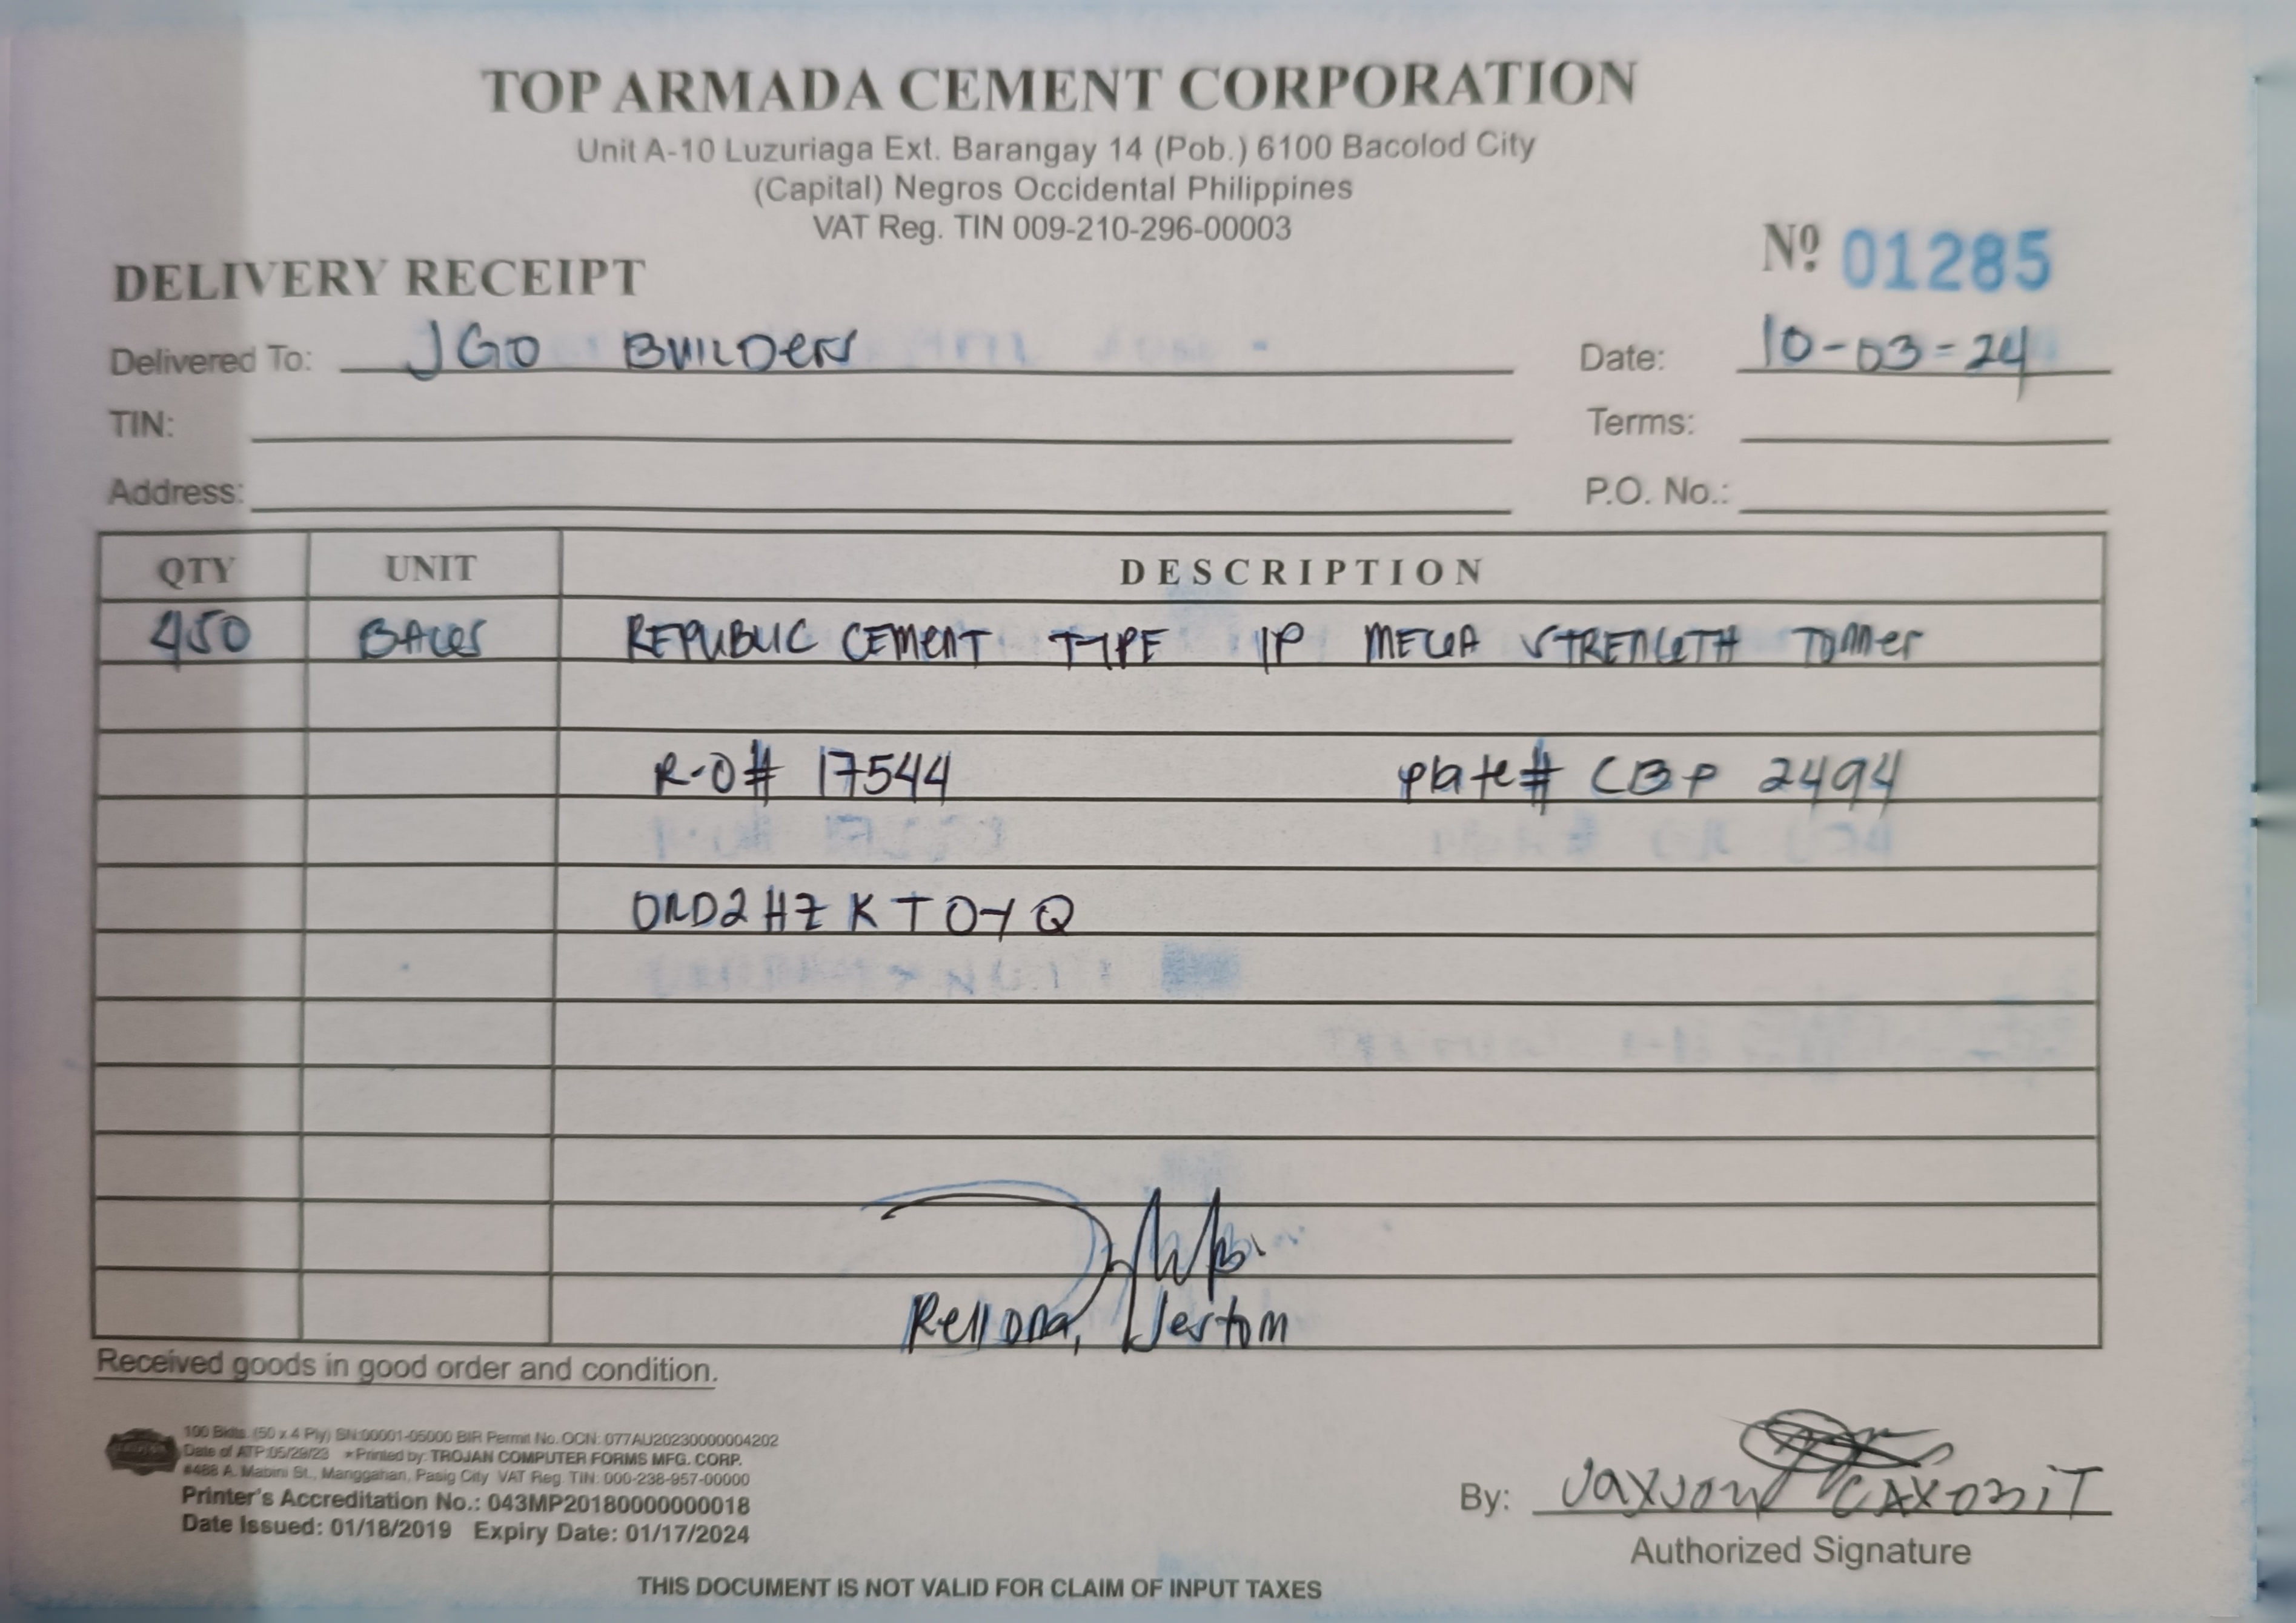 TOP ARMADA CEMENT CORPORATION
Unit A-10 Luzuriaga Ext. Barangay 14 (Pob.) 6100 Bacolod City
(Capital) Negros Occidental Philippines
VAT Reg. TIN 009-210-296-00003
Nº 01285
DELIVERY RECEIPT
Delivered To: JGO BUILDERS Date: 10-03-24
TIN: Terms:
Address: P.O. No.:
QTY UNIT DESCRIPTION
450 BAGS REPUBLIC CEMENT TYPE 1P MEGA STRENGTH TONNER
R-O# 17544 Plate# CBP 2494
ORD2HZKTOYQ
Rellona, Jestom
Received goods in good order and condition.
100 Bklts. (50 x 4 Ply) SN:00001-05000 BIR Permit No. OCN: 077AU20230000004202
Date of ATP:05/29/23 *Printed by: TROJAN COMPUTER FORMS MFG. CORP.
#488 A. Mabini St., Manggahan, Pasig City VAT Reg. TIN: 000-238-957-00000
Printer's Accreditation No.: 043MP20180000000018
Date Issued: 01/18/2019 Expiry Date: 01/17/2024
By:
Authorized Signature
THIS DOCUMENT IS NOT VALID FOR CLAIM OF INPUT TAXES